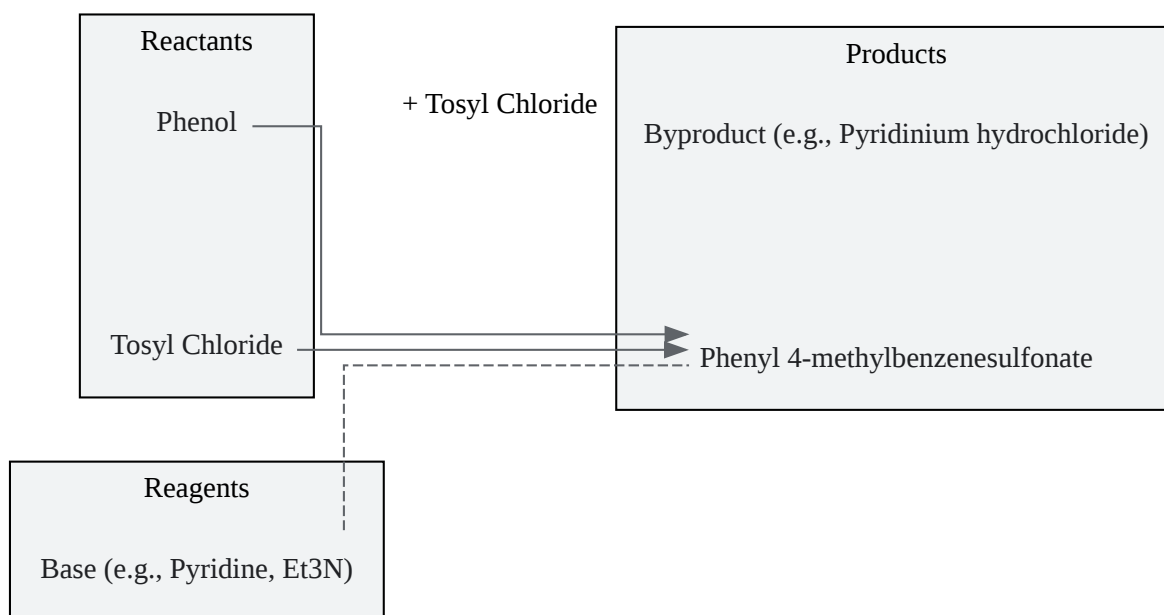 Reactants
Phenol
Tosyl Chloride
+ Tosyl Chloride
Products
Byproduct (e.g., Pyridinium hydrochloride)
Phenyl 4-methylbenzenesulfonate
Reagents
Base (e.g., Pyridine, Et3N)